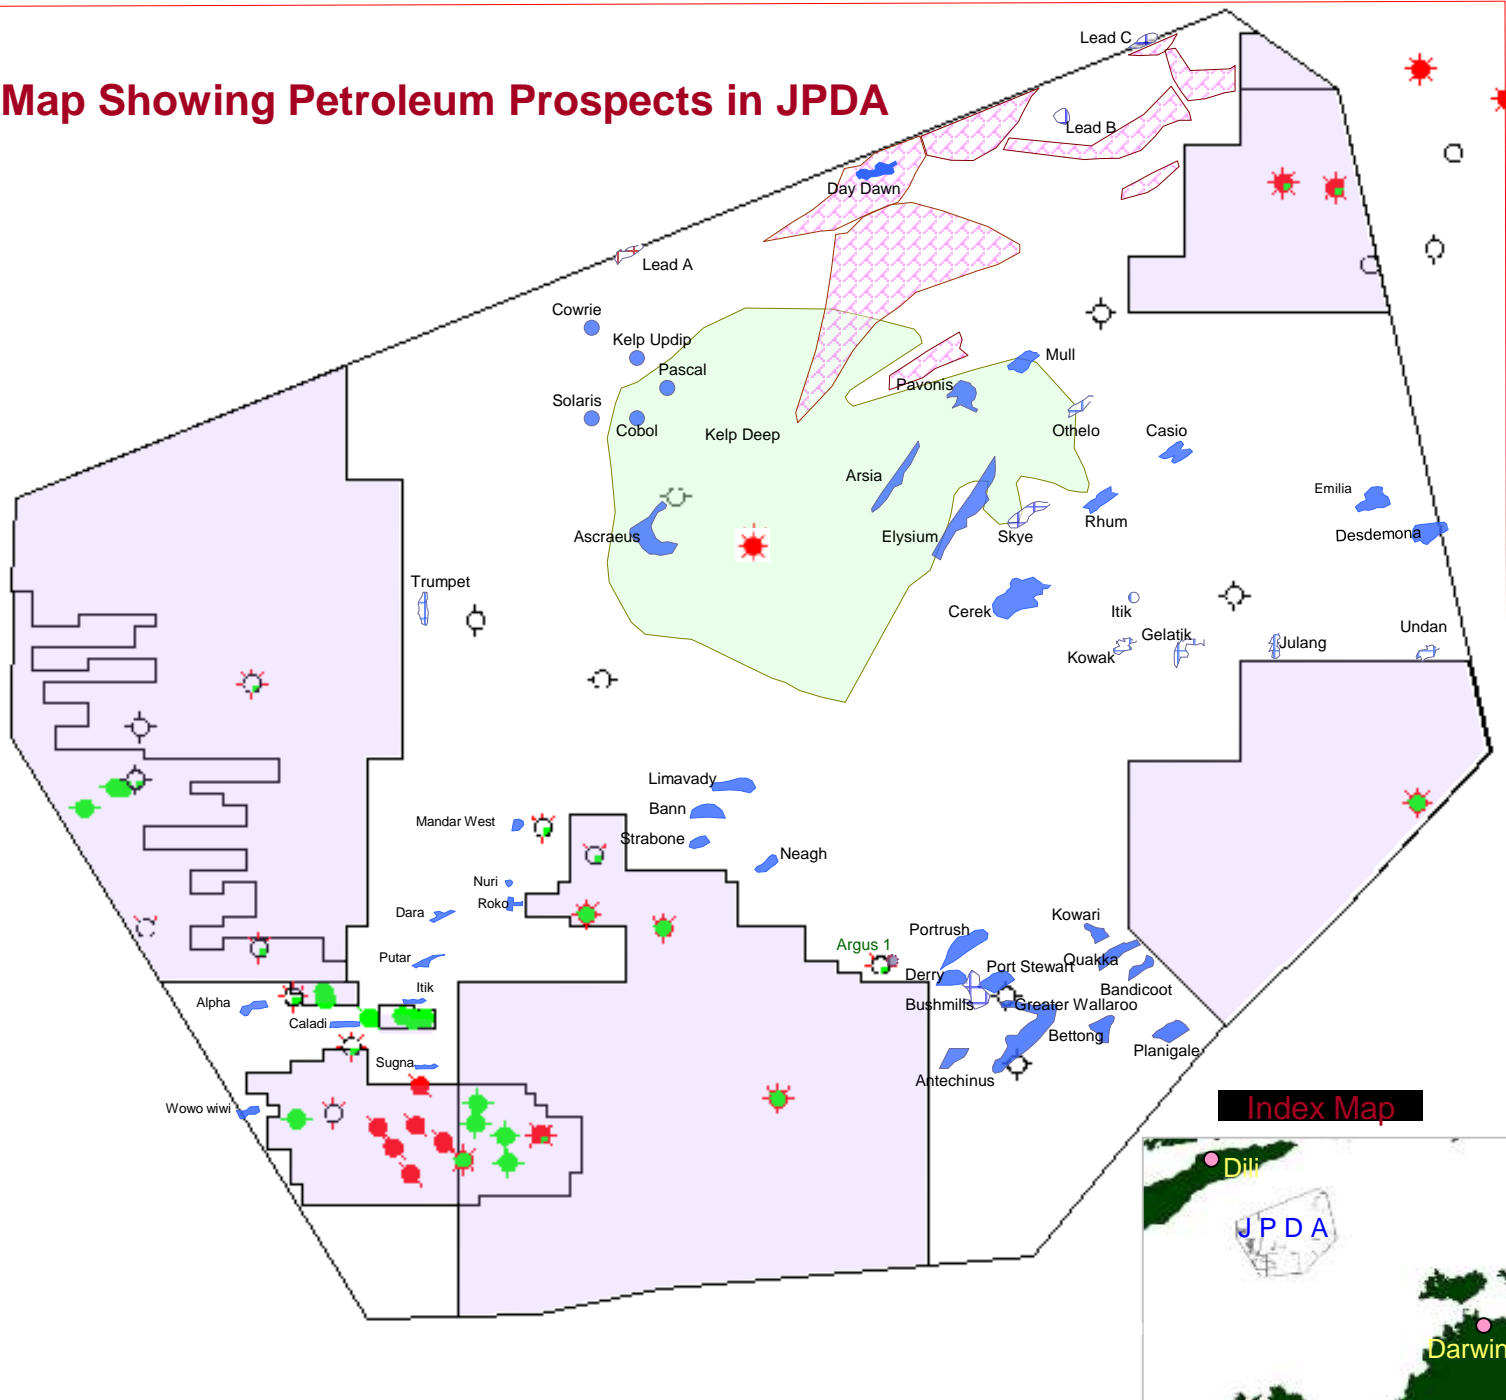 Lead C
Map Showing Petroleum Prospects in JPDA
Lead B
Day Dawn
Lead A
Cowrie
Kelp Updip
Mull
Pascal
Pavonis
Solaris
Cobol
Kelp Deep
Othelo
Casio
Arsia
Emilia
Rhum
Ascraeus
Elysium
Skye
Desdemona
Trumpet
Cerek
Itik
Undan
Gelatik
Julang
Kowak
Limavady
Bann
Mandar West
Strabone
Neagh
Nuri
Roko
Dara
Kowari
Portrush
Argus 1
Putar
Quakka
Derry
Port Stewart
Itik
Bandicoot
Alpha
Bushmills
Greater Wallaroo
Caladi
Bettong
Planigale
Sugna
Antechinus
Wowo wiwi
Index Map
Dili
J P D A
Darwin